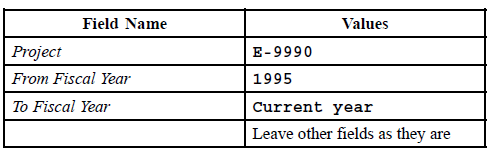 Field Name Values
Project E-9990
From Fiscal Year 1995
To Fiscal Year Current year
Leave other fields as they are